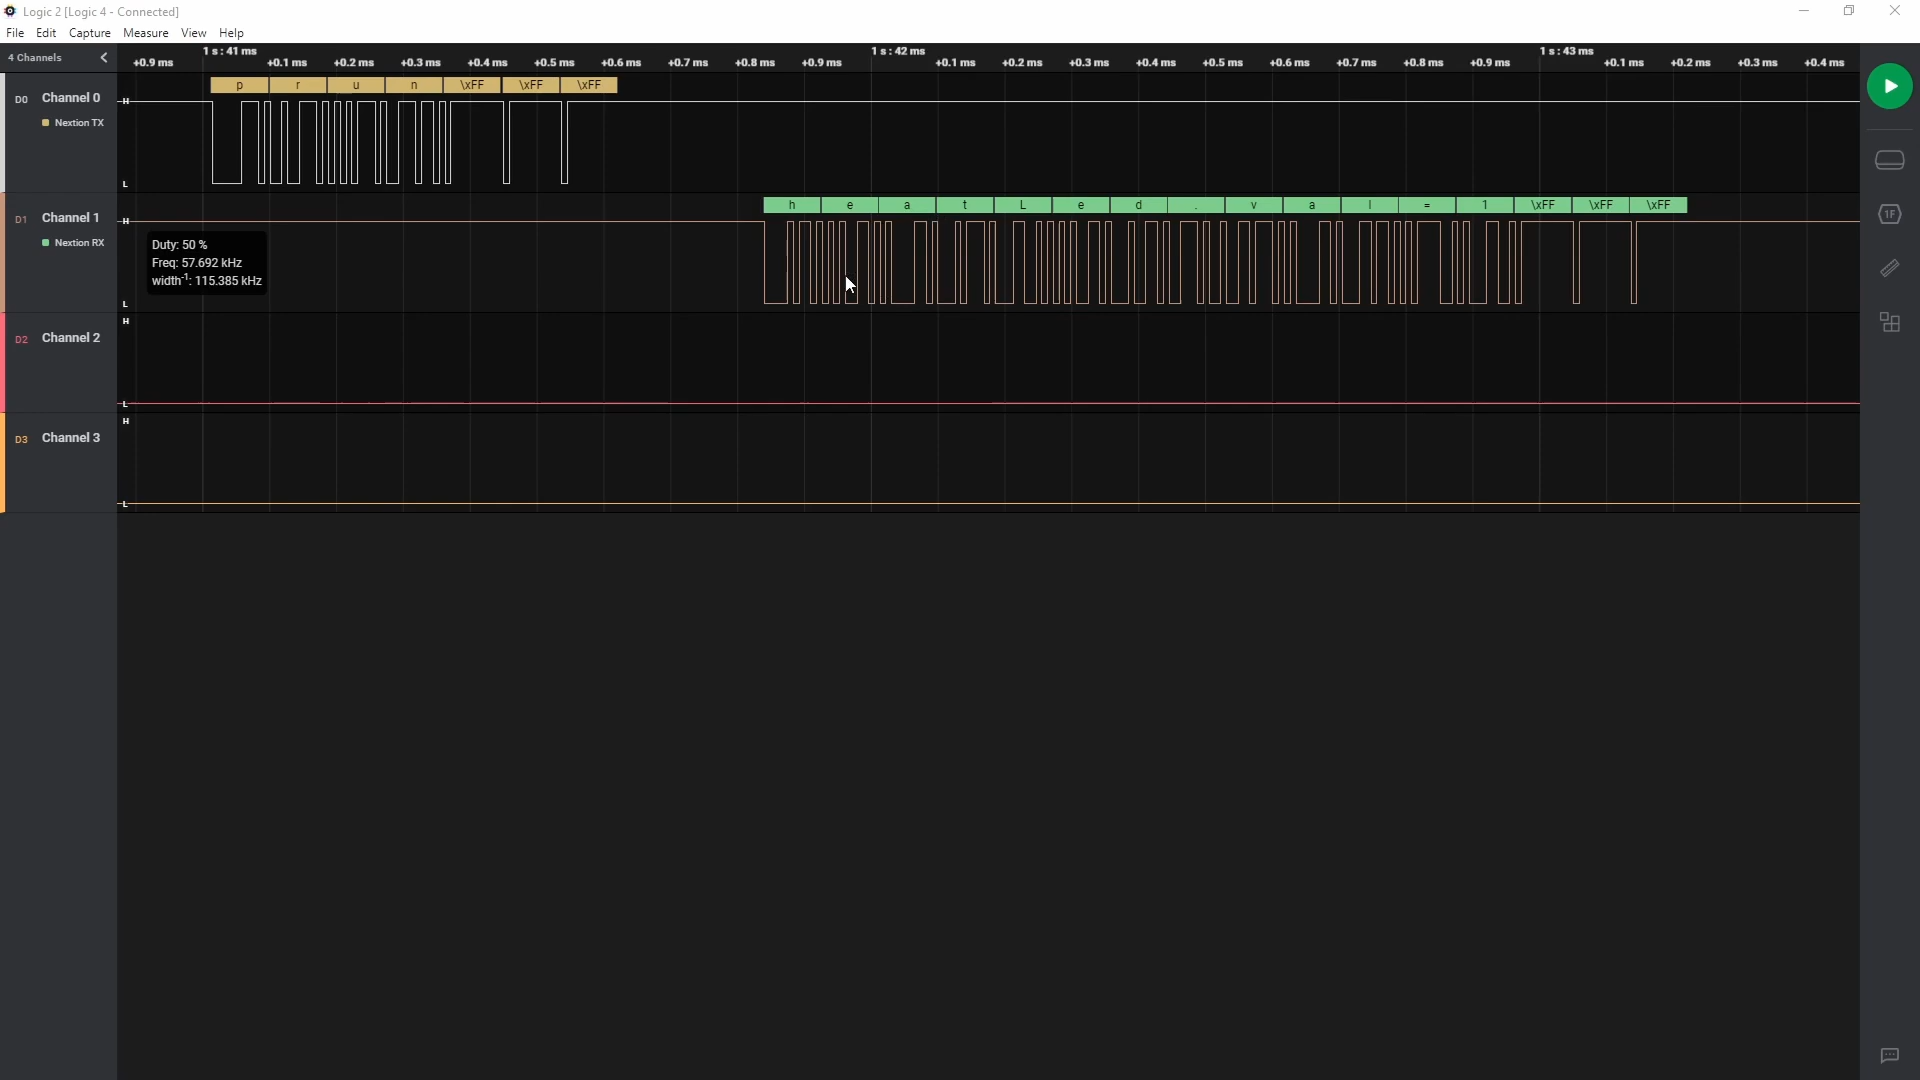 Logic 2 [Logic 4 - Connected]
File Edit Capture Measure View Help
4 Channels
1 s : 41 ms 1 s : 42 ms 1 s : 43 ms
+0.9 ms +0.1 ms +0.2 ms +0.3 ms +0.4 ms +0.5 ms +0.6 ms +0.7 ms +0.8 ms +0.9 ms +0.1 ms +0.2 ms +0.3 ms +0.4 ms +0.5 ms +0.6 ms +0.7 ms +0.8 ms +0.9 ms +0.1 ms +0.2 ms +0.3 ms +0.4 ms
p r u n \xFF \xFF \xFF
D0 Channel 0 H
Nextion TX
L
h e a t L e d . v a l = 1 \xFF \xFF \xFF
D1 Channel 1 H
Nextion RX
Duty: 50 %
Freq: 57.692 kHz
width-1: 115.385 kHz
L
H
D2 Channel 2
L
H
D3 Channel 3
L
1F